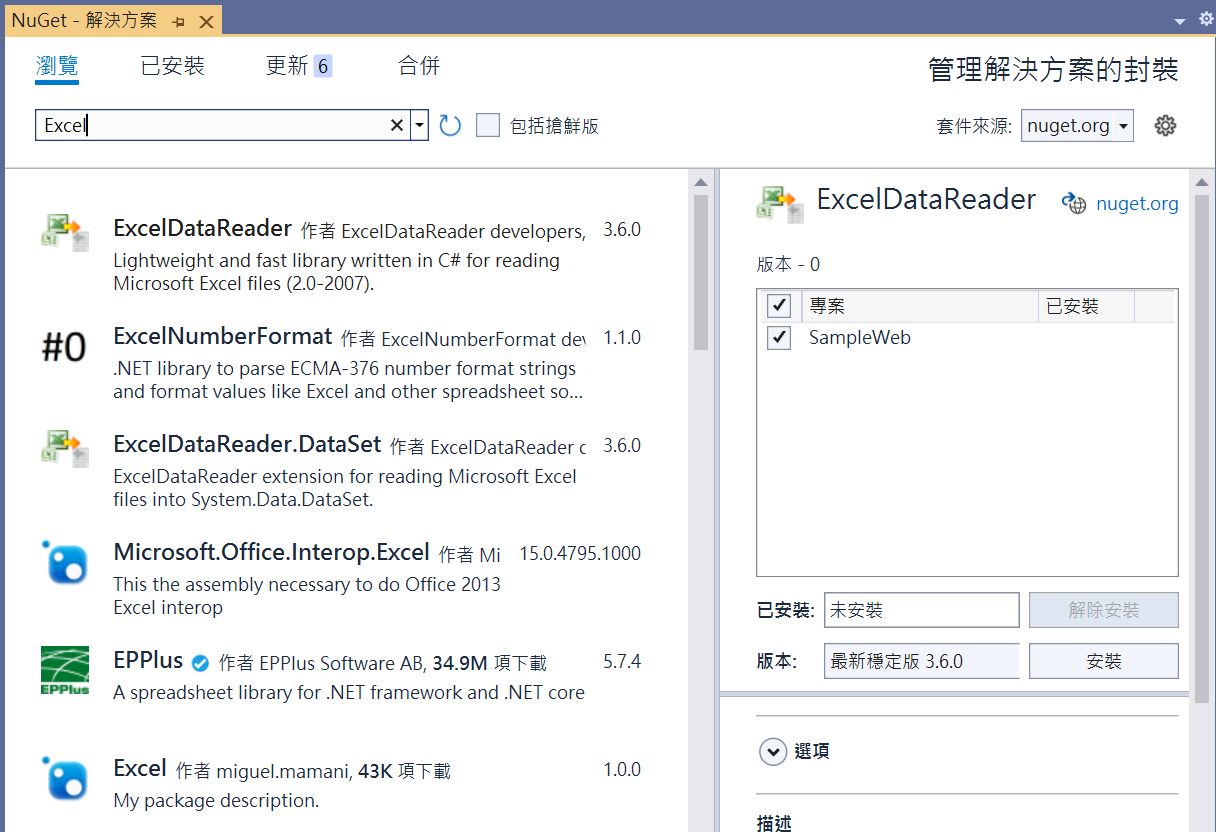 NuGet - 解決方案
瀏覽 已安裝 更新 6 合併
管理解決方案的封裝
Excel
包括搶鮮版
套件來源: nuget.org
ExcelDataReader 作者 ExcelDataReader developers, 3.6.0
Lightweight and fast library written in C# for reading
Microsoft Excel files (2.0-2007).
#0
ExcelNumberFormat 作者 ExcelNumberFormat dev 1.1.0
.NET library to parse ECMA-376 number format strings
and format values like Excel and other spreadsheet so...
ExcelDataReader.DataSet 作者 ExcelDataReader d 3.6.0
ExcelDataReader extension for reading Microsoft Excel
files into System.Data.DataSet.
Microsoft.Office.Interop.Excel 作者 Mi 15.0.4795.1000
This the assembly necessary to do Office 2013
Excel interop
EPPlus
EPPlus 作者 EPPlus Software AB, 34.9M 項下載 5.7.4
A spreadsheet library for .NET framework and .NET core
Excel 作者 miguel.mamani, 43K 項下載 1.0.0
My package description.
ExcelDataReader nuget.org
版本 - 0
專案 已安裝
SampleWeb
已安裝: 未安裝 解除安裝
版本: 最新穩定版 3.6.0 安裝
選項
描述